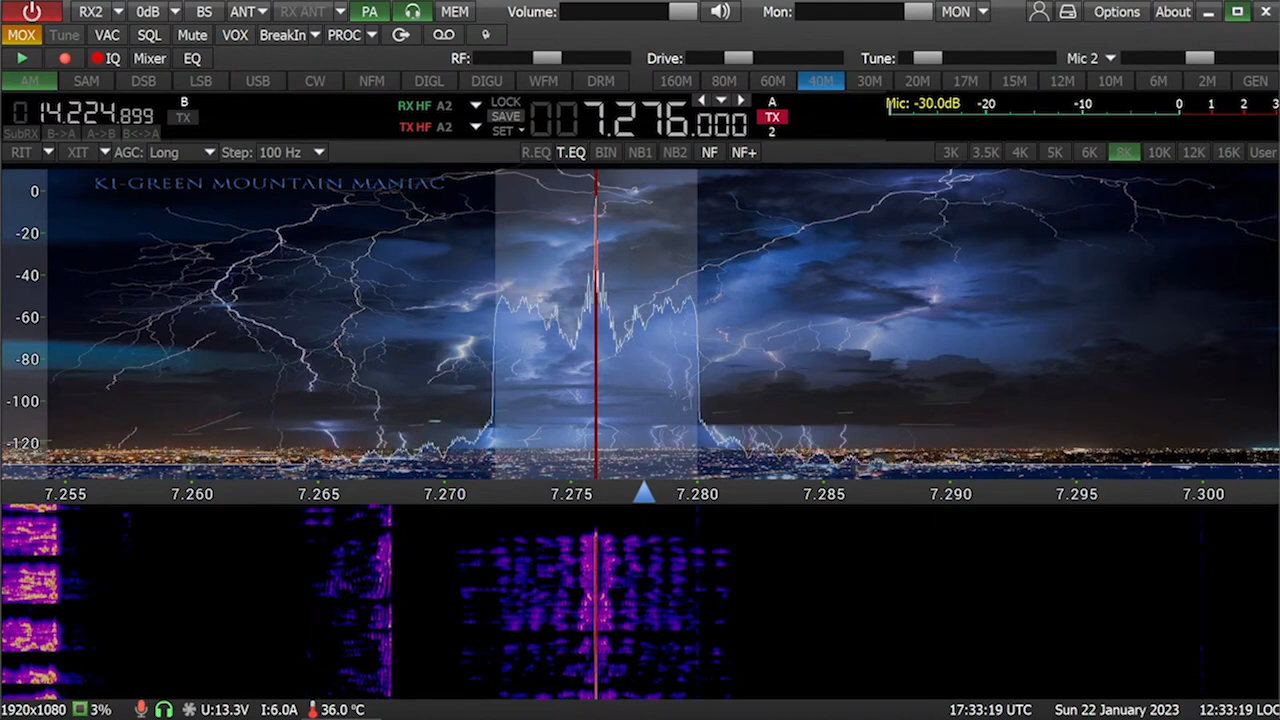 RX2 0dB BS ANT RX ANT PA MEM Volume: Mon: MON Options About
MOX Tune VAC SQL Mute VOX BreakIn PROC
IQ Mixer EQ RF: Drive: Tune: Mic 2
AM SAM DSB LSB USB CW NFM DIGL DIGU WFM DRM 160M 80M 60M 40M 30M 20M 17M 15M 12M 10M 6M 2M GEN
014.224.899 B TX RX HF A2 LOCK 007.276.000 A TX 2 Mic: -30.0dB -20 -10 0 1 2 3
TX HF A2 SAVE SET
SubRX B->A A->B B<->A
RIT XIT AGC: Long Step: 100 Hz R.EQ T.EQ BIN NB1 NB2 NF NF+ 3K 3.5K 4K 5K 6K 8K 10K 12K 16K User
KI-GREEN MOUNTAIN MANIAC
0
-20
-40
-60
-80
-100
-120
7.255 7.260 7.265 7.270 7.275 7.280 7.285 7.290 7.295 7.300
1920x1080 3% U:13.3V I:6.0A 36.0 °C 17:33:19 UTC Sun 22 January 2023 12:33:19 LOC